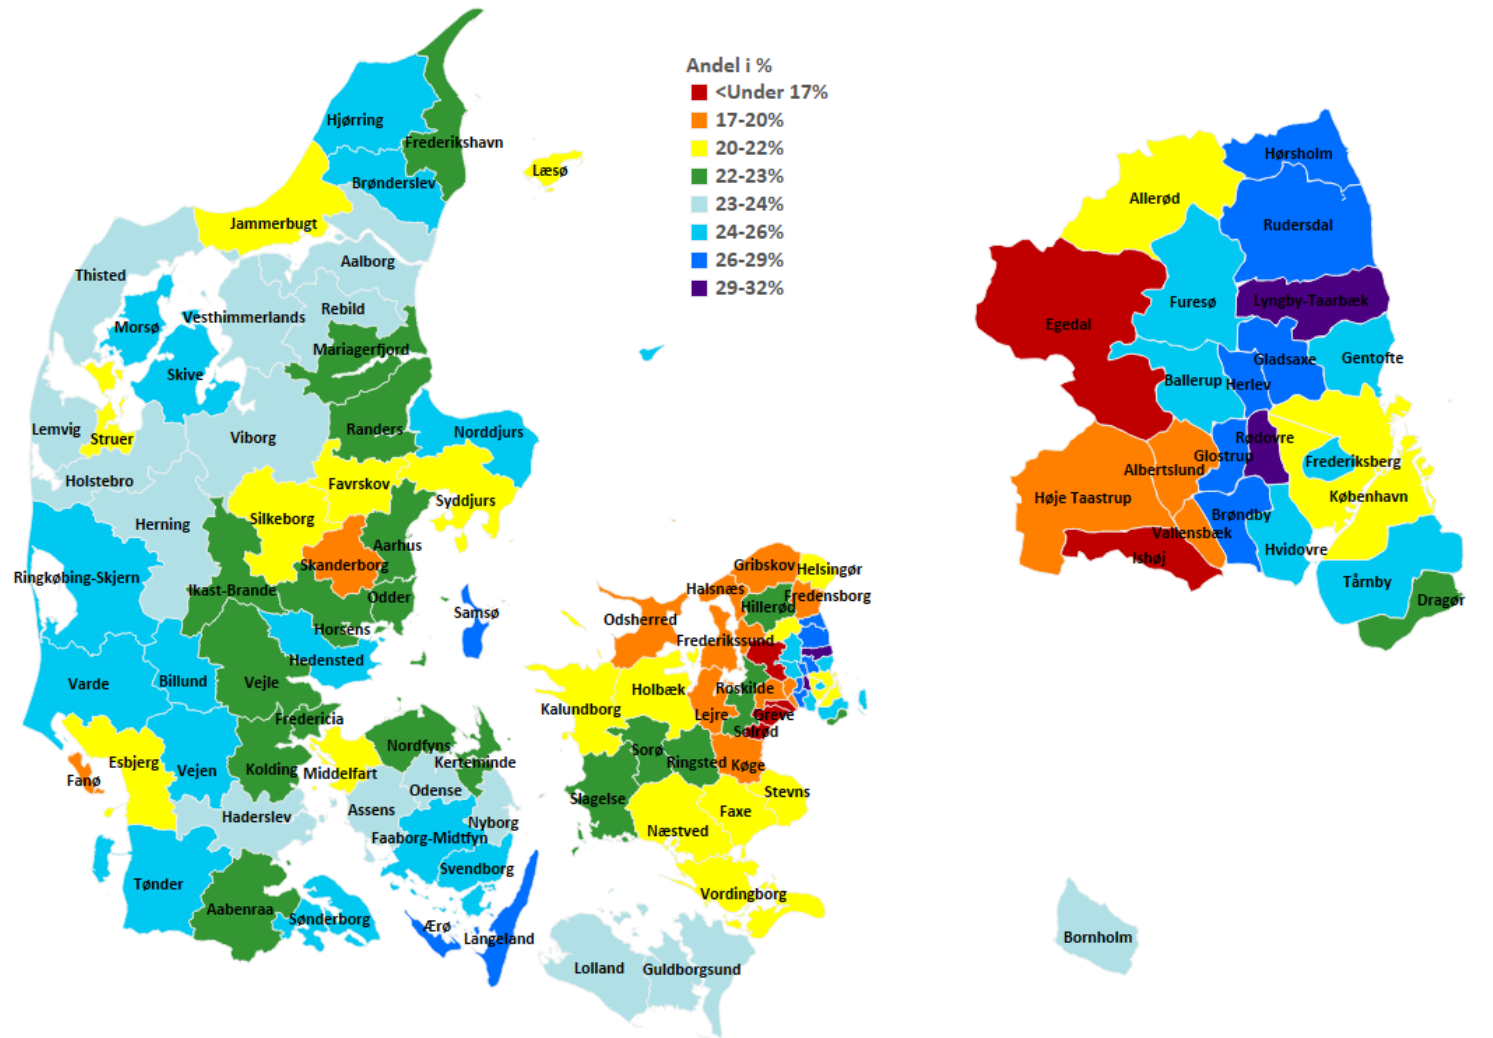 Andel i %
<Under 17%
17-20%
20-22%
22-23%
23-24%
24-26%
26-29%
29-32%
Hjørring
Frederikshavn
Læsø
Brønderslev
Jammerbugt
Aalborg
Thisted
Rebild
Vesthimmerlands
Morsø
Mariagerfjord
Skive
Lemvig
Struer
Viborg
Randers
Norddjurs
Holstebro
Favrskov
Syddjurs
Silkeborg
Herning
Aarhus
Skanderborg
Ringkøbing-Skjern
Ikast-Brande
Odder
Samsø
Horsens
Hedensted
Varde
Billund
Vejle
Fredericia
Esbjerg
Vejen
Kolding
Middelfart
Nordfyns
Kerteminde
Fanø
Odense
Haderslev
Assens
Nyborg
Faaborg-Midtfyn
Svendborg
Tønder
Aabenraa
Sønderborg
Ærø
Langeland
Gribskov
Helsingør
Halsnæs
Fredensborg
Hillerød
Odsherred
Frederikssund
Holbæk
Roskilde
Kalundborg
Lejre
Greve
Solrød
Sorø
Ringsted
Køge
Slagelse
Stevns
Faxe
Næstved
Vordingborg
Lolland
Guldborgsund
Hørsholm
Allerød
Rudersdal
Furesø
Lyngby-Taarbæk
Egedal
Gladsaxe
Gentofte
Ballerup
Herlev
Rødovre
Glostrup
Frederiksberg
Albertslund
Høje Taastrup
København
Brøndby
Vallensbæk
Hvidovre
Ishøj
Tårnby
Dragør
Bornholm